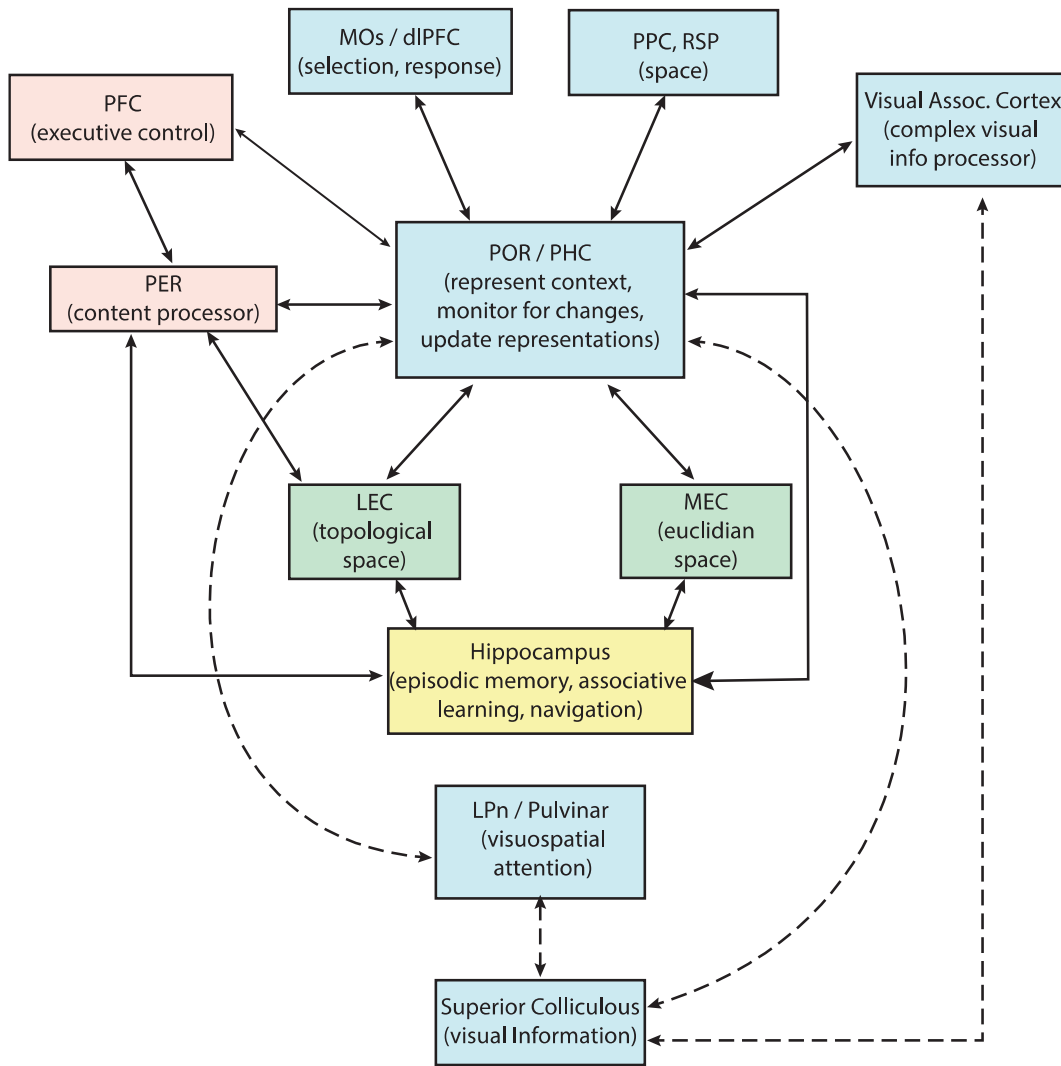 MOs / dlPFC
(selection, response)
PPC, RSP
(space)
PFC
(executive control)
Visual Assoc. Cortex
(complex visual
info processor)
POR / PHC
(represent context,
monitor for changes,
update representations)
PER
(content processor)
LEC
(topological
space)
MEC
(euclidian
space)
Hippocampus
(episodic memory, associative
learning, navigation)
LPn / Pulvinar
(visuospatial
attention)
Superior Colliculous
(visual Information)